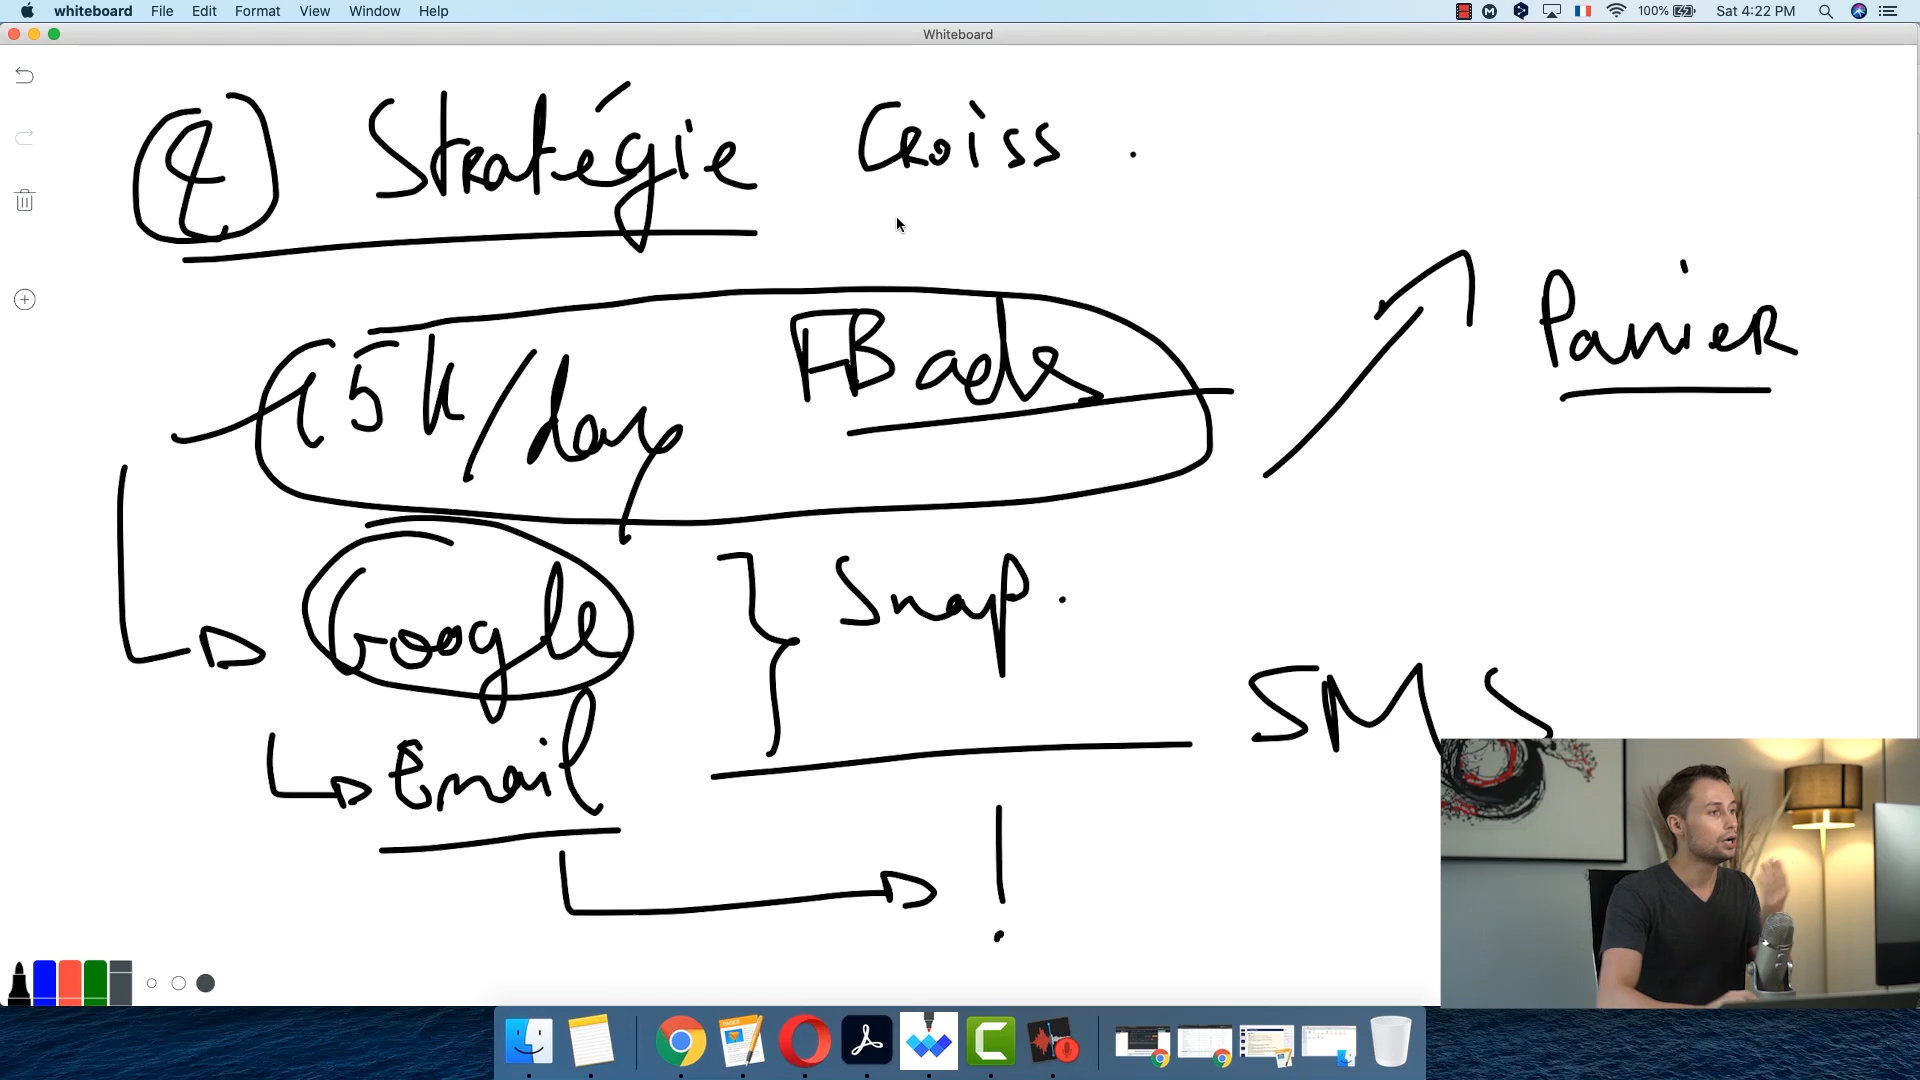 whiteboard File Edit Format View Window Help 100% Sat 4:22 PM
Whiteboard
4 Stratégie Croiss.
15k/day FB ads
Panier
Google
Snap.
SMS
Email
!